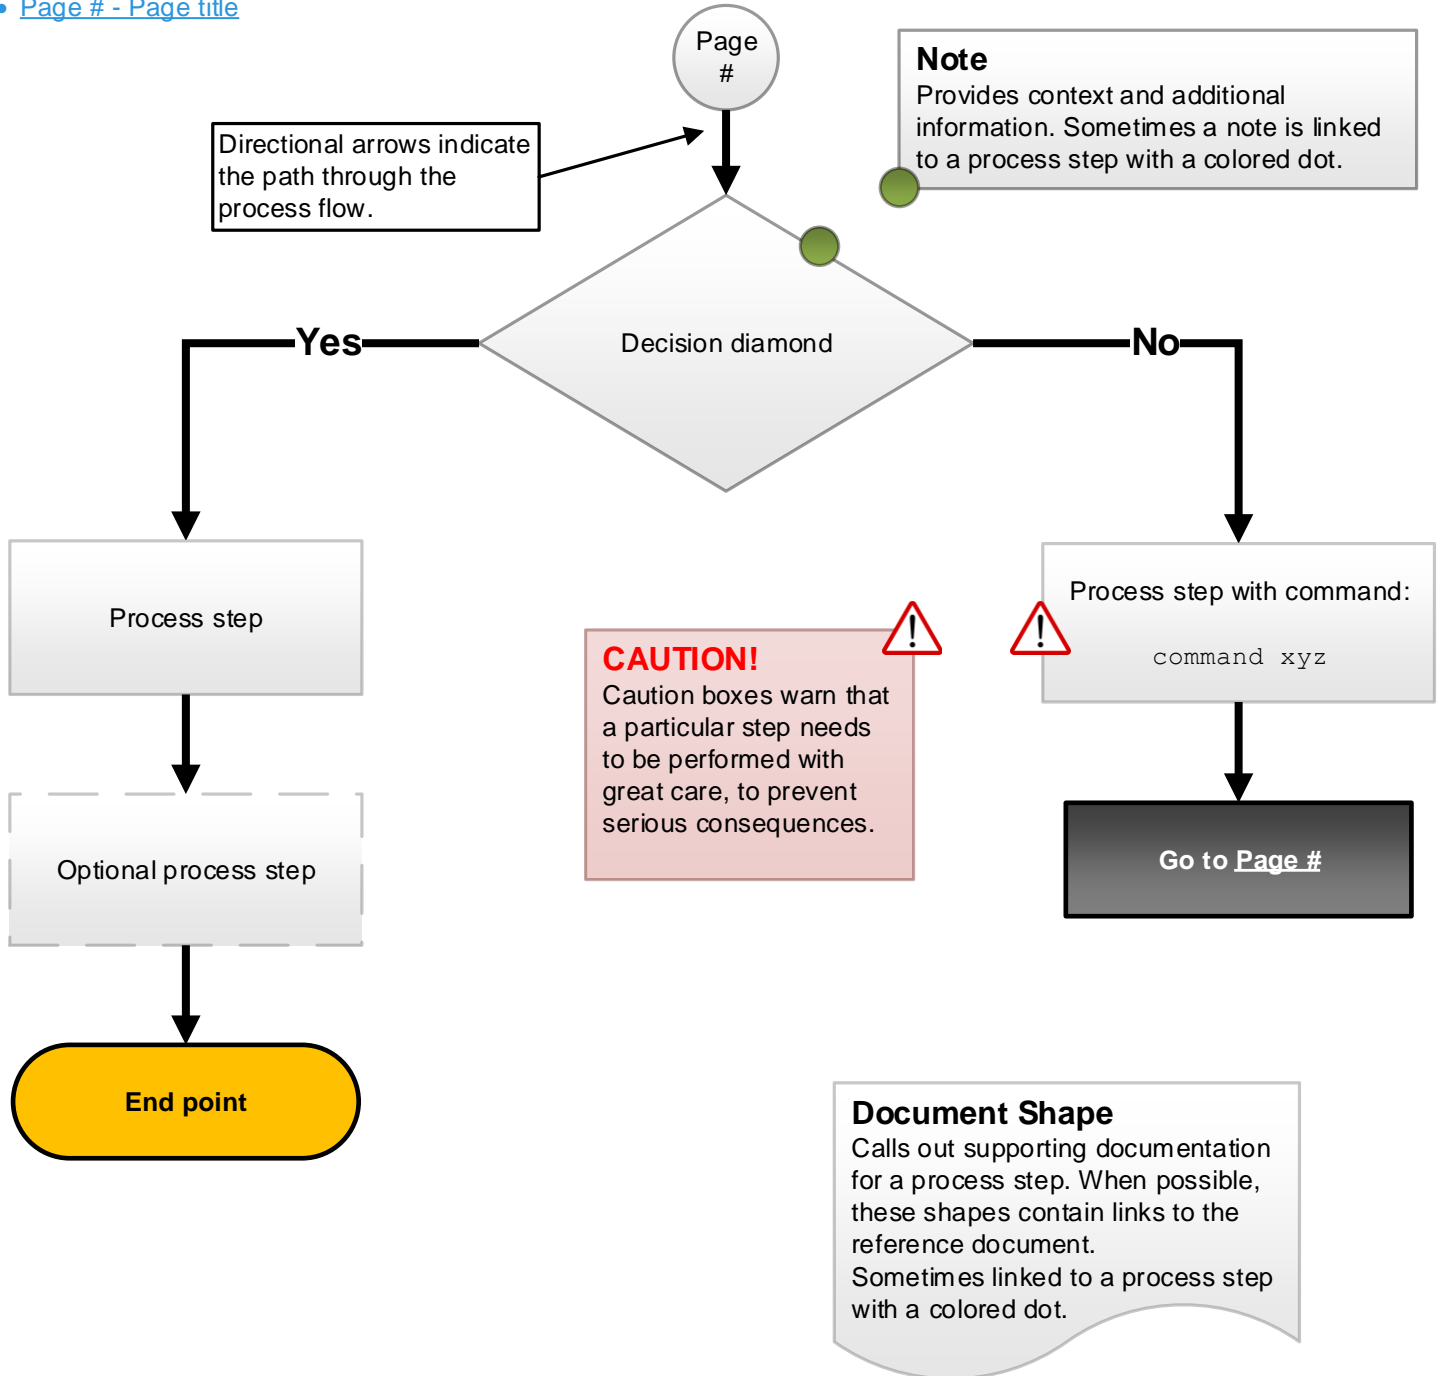 • Page # - Page title
Page
#
Note
Provides context and additional
information. Sometimes a note is linked
to a process step with a colored dot.
Directional arrows indicate
the path through the
process flow.
Decision diamond
Yes
No
Process step
Process step with command:
command xyz
CAUTION!
Caution boxes warn that
a particular step needs
to be performed with
great care, to prevent
serious consequences.
Optional process step
Go to Page #
End point
Document Shape
Calls out supporting documentation
for a process step. When possible,
these shapes contain links to the
reference document.
Sometimes linked to a process step
with a colored dot.